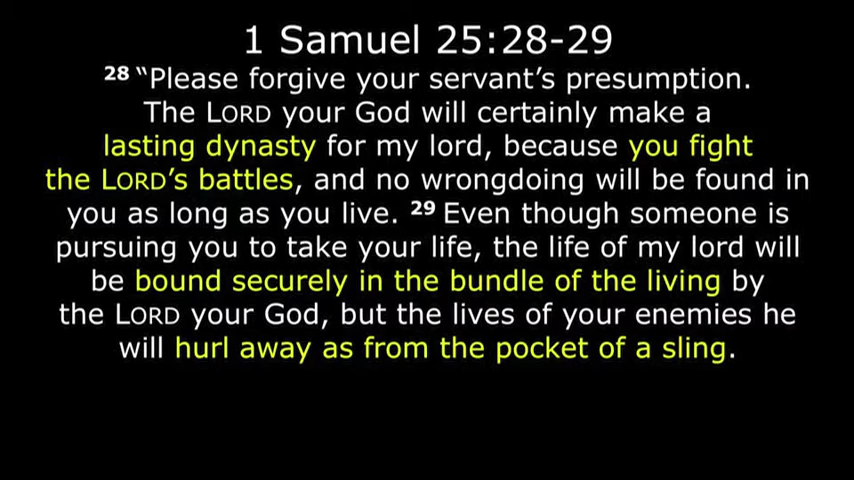 1 Samuel 25:28-29
28 “Please forgive your servant’s presumption.
The LORD your God will certainly make a
lasting dynasty for my lord, because you fight
the LORD’s battles, and no wrongdoing will be found in
you as long as you live. 29 Even though someone is
pursuing you to take your life, the life of my lord will
be bound securely in the bundle of the living by
the LORD your God, but the lives of your enemies he
will hurl away as from the pocket of a sling.